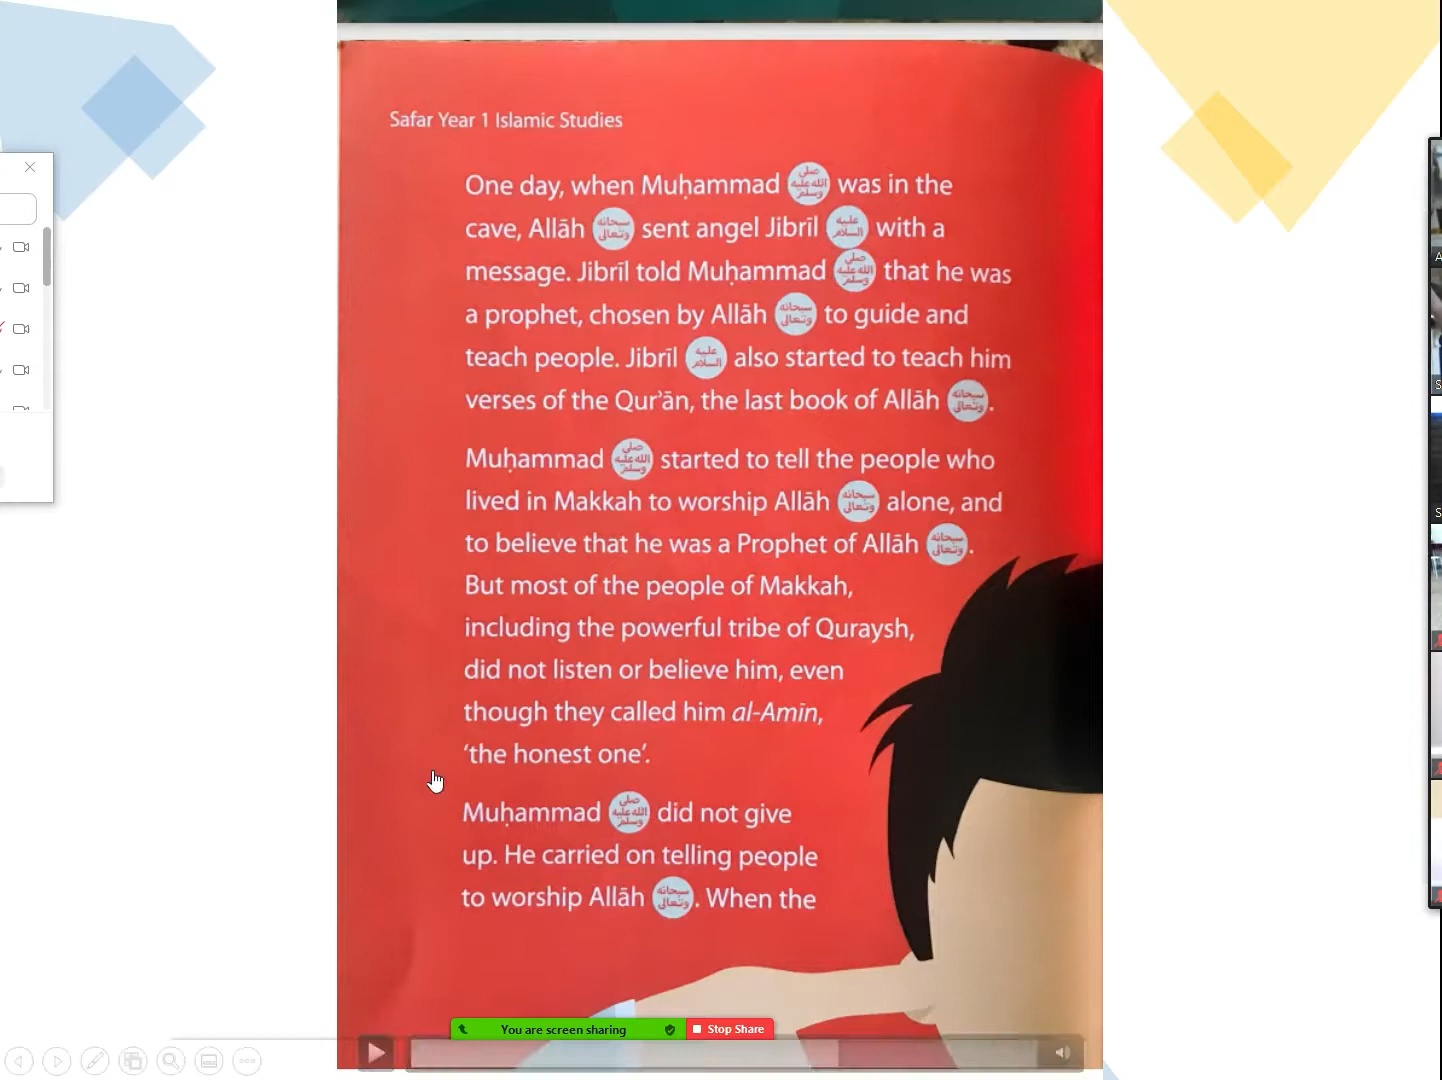 Safar Year 1 Islamic Studies
One day, when Muḥammad صلى الله عليه وسلم was in the
cave, Allāh سبحانه وتعالى sent angel Jibrīl عليه السلام with a
message. Jibrīl told Muḥammad صلى الله عليه وسلم that he was
a prophet, chosen by Allāh سبحانه وتعالى to guide and
teach people. Jibrīl عليه السلام also started to teach him
verses of the Qur'ān, the last book of Allāh سبحانه وتعالى.
Muḥammad صلى الله عليه وسلم started to tell the people who
lived in Makkah to worship Allāh سبحانه وتعالى alone, and
to believe that he was a Prophet of Allāh سبحانه وتعالى.
But most of the people of Makkah,
including the powerful tribe of Quraysh,
did not listen or believe him, even
though they called him al-Amīn,
‘the honest one’.
Muḥammad صلى الله عليه وسلم did not give
up. He carried on telling people
to worship Allāh سبحانه وتعالى. When the
You are screen sharing
Stop Share
A
S
S